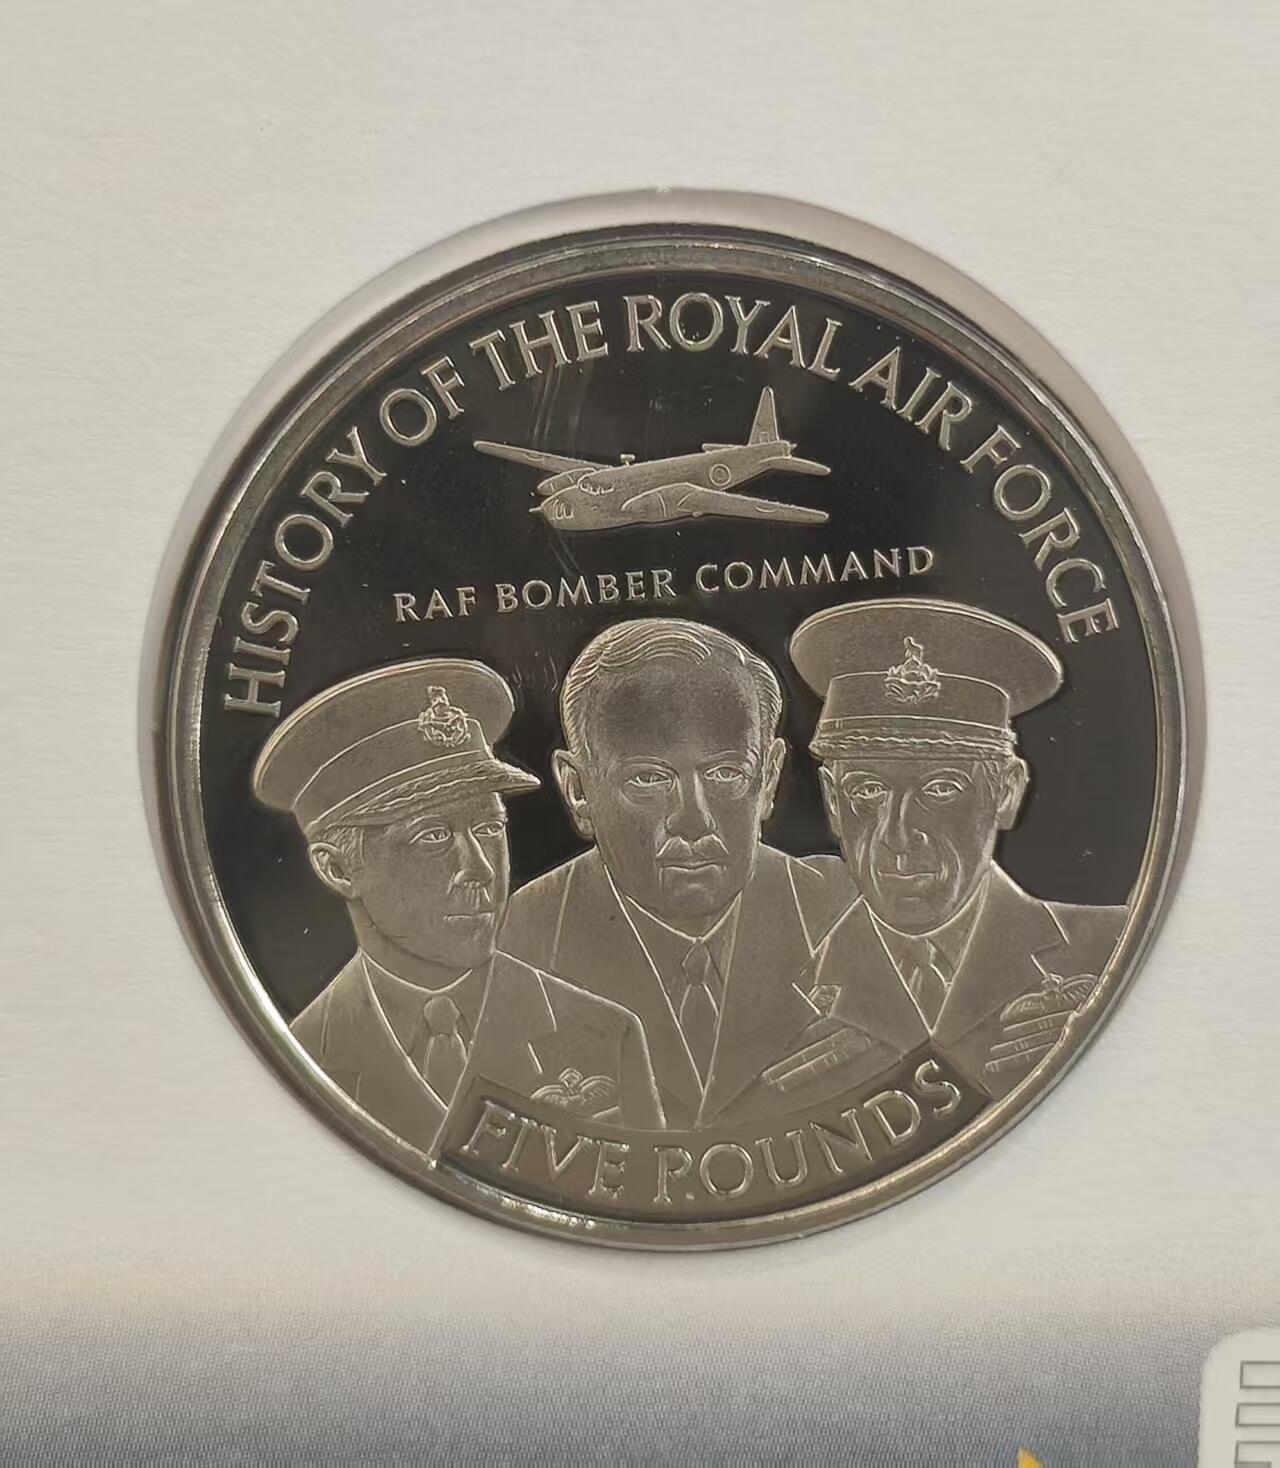 HISTORY OF THE ROYAL AIR FORCE
RAF BOMBER COMMAND
FIVE POUNDS